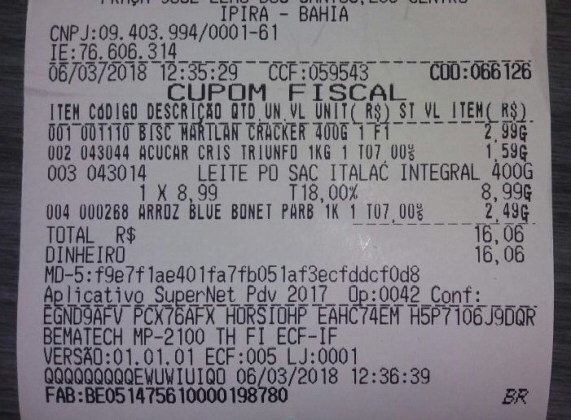 IPIRA - BAHIA
CNPJ:09.403.994/0001-61
IE:76.606.314
06/03/2018 12:35:29 CCF:059543 COO:066126
CUPOM FISCAL
ITEM CÓDIGO DESCRIÇÃO QTD UN VL UNIT( R$) ST VL ITEM( R$)
001 001110 BISC MARILAN CRACKER 400G 1 F1 2,99G
002 043044 ACUCAR CRIS TRIUNFO 1KG 1 T07,00% 1,59G
003 043014 LEITE PO SAC ITALAC INTEGRAL 400G
1 X 8,99 T18,00% 8,99G
004 000268 ARROZ BLUE BONET PARB 1K 1 T07,00% 2,49G
TOTAL R$ 16,06
DINHEIRO 16,06
MD-5:f9e7f1ae401fa7fb051af3ecfddcf0d8
Aplicativo SuperNet Pdv 2017 Op:0042 Conf:
EGND9AFV PCX76AFX HORSIOHP EAHC74EM H5P7106J9DQR
BEMATECH MP-2100 TH FI ECF-IF
VERSÃO:01.01.01 ECF:005 LJ:0001
QQQQQQQQQEWUWIUIQO 06/03/2018 12:36:39
FAB:BE051475610000198780 BR